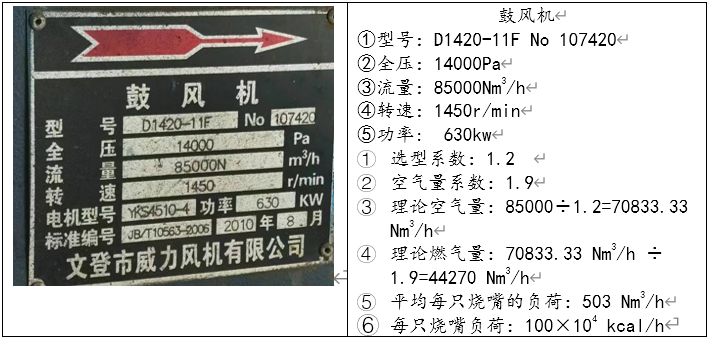 鼓风机
型号 D1420-11F No 107420
全压 14000 Pa
流量 85000N m³/h
转速 1450 r/min
电机型号 YKS4510-4 功率 630 KW
标准编号 JB/T10563-2006 2010年8月
文登市威力风机有限公司
鼓风机
①型号：D1420-11F No 107420
②全压：14000Pa
③流量：85000Nm³/h
④转速：1450r/min
⑤功率： 630kw
① 选型系数：1.2
② 空气量系数：1.9
③ 理论空气量：85000÷1.2=70833.33
Nm³/h
④ 理论燃气量：70833.33 Nm³/h ÷
1.9=44270 Nm³/h
⑤ 平均每只烧嘴的负荷：503 Nm³/h
⑥ 每只烧嘴负荷：100×10⁴ kcal/h